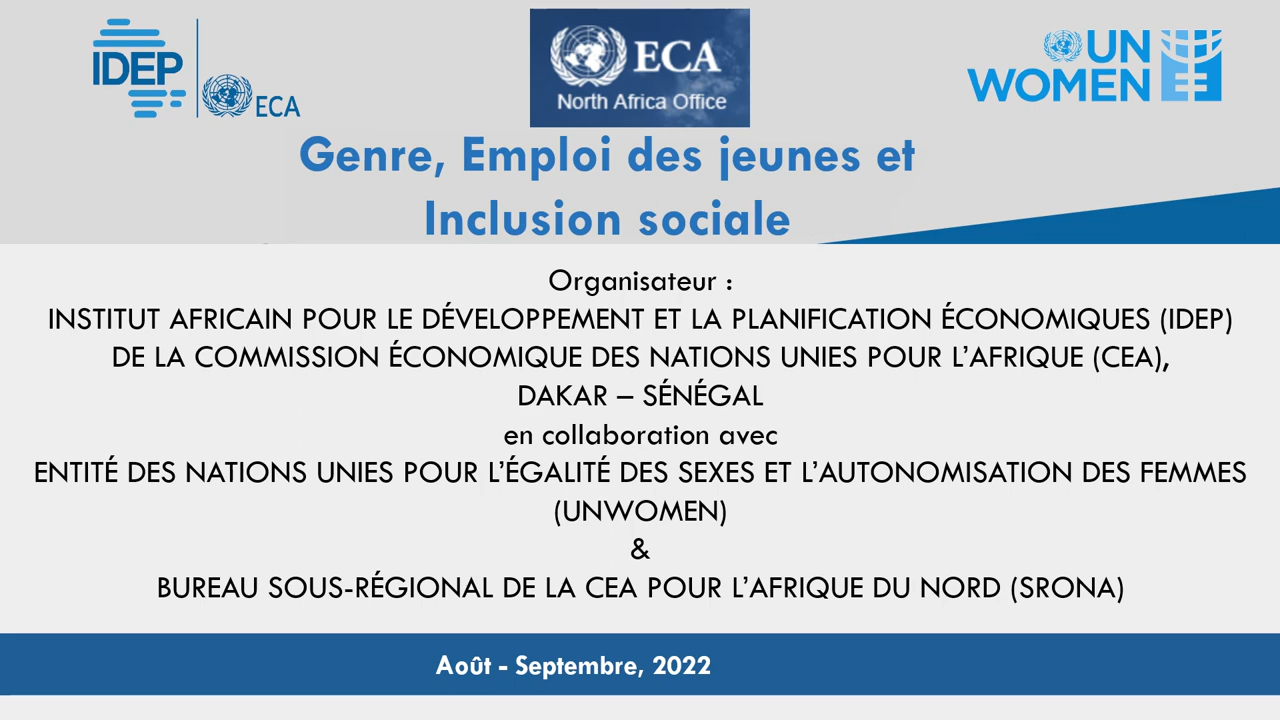 IDEP
ECA
ECA
North Africa Office
UN
WOMEN
Genre, Emploi des jeunes et
Inclusion sociale
Organisateur :
INSTITUT AFRICAIN POUR LE DÉVELOPPEMENT ET LA PLANIFICATION ÉCONOMIQUES (IDEP)
DE LA COMMISSION ÉCONOMIQUE DES NATIONS UNIES POUR L’AFRIQUE (CEA),
DAKAR – SÉNÉGAL
en collaboration avec
ENTITÉ DES NATIONS UNIES POUR L’ÉGALITÉ DES SEXES ET L’AUTONOMISATION DES FEMMES
(UNWOMEN)
&
BUREAU SOUS-RÉGIONAL DE LA CEA POUR L’AFRIQUE DU NORD (SRONA)
Août - Septembre, 2022